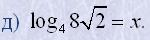 д) log₄ 8√2 = x.